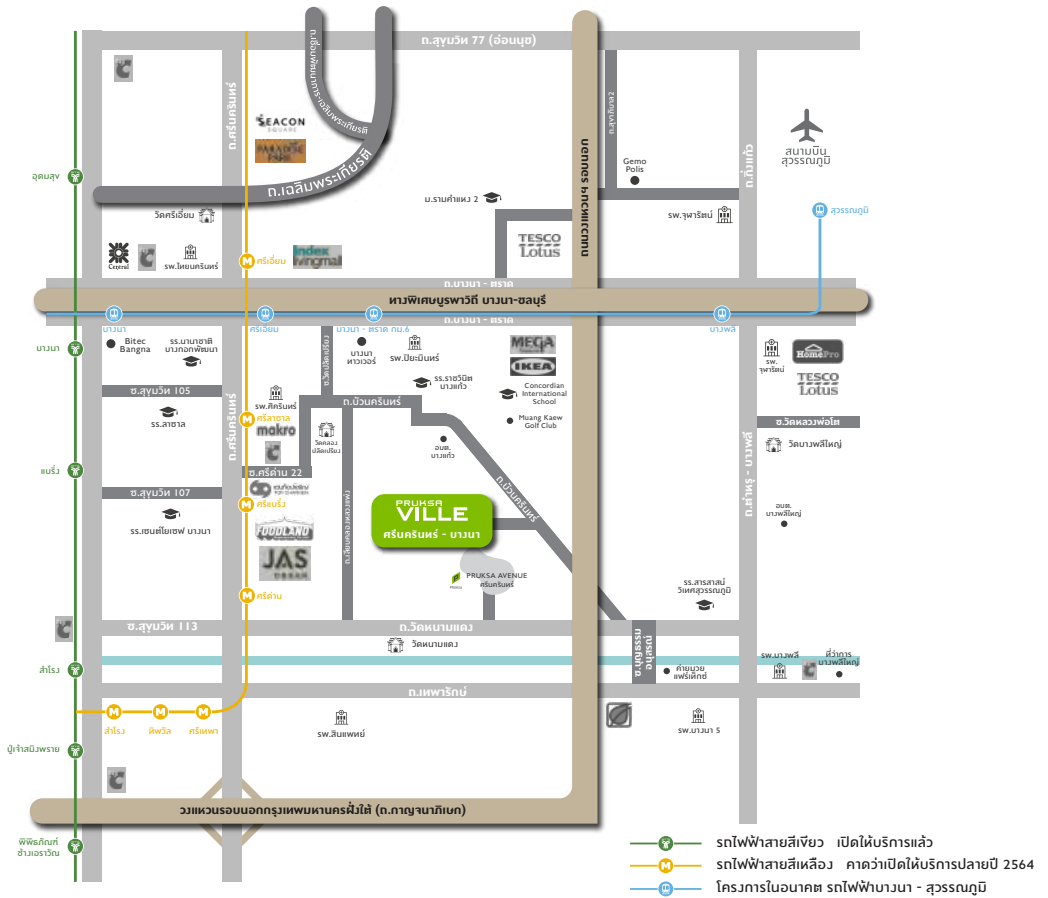 ถ.สุขุมวิท 77 (อ่อนนุช)
ถ.ศรีนครินทร์
SEACON
SQUARE
PARADISE
PARK
ถ.เฉลิมพระเกียรติ
ถ.สุขาภิบาล2
ถ.กิ่งแก้ว
สนามบิน
สุวรรณภูมิ
Gemo
Polis
อุดมสุข
ม.รามคำแหง 2
รพ.จุฬารัตน์
สุวรรณภูมิ
วัดศรีเอี่ยม
Central
รพ.ไทยนครินทร์
ศรีเอี่ยม
index
livingmall
TESCO
Lotus
ถ.บางนา - ตราด
ทางพิเศษบูรพาวิถี บางนา-ชลบุรี
ถ.บางนา - ตราด
บางนา
ศรีเอี่ยม
บางนา - ตราด กม.6
บางพลี
บางนา
Bitec
Bangna
รร.นานาชาติ
บางกอกพัฒนา
ซ.วัดปลัดเปรียง
บางนา
ทาวเวอร์
รพ.ปิยะมินทร์
MEGA
IKEA
รพ.
จุฬารัตน์
HomePro
TESCO
Lotus
ซ.สุขุมวิท 105
รร.ลาซาล
รพ.ศิครินทร์
ถ.บัวนครินทร์
รร.ราชวินิต
บางแก้ว
Concordian
International
School
ศรีลาซาล
makro
วัดคลอง
ปลัดเปรียง
อบต.
บางแก้ว
Muang Kaew
Golf Club
ซ.วัดหลวงพ่อโต
วัดบางพลีใหญ่
ถ.ศรีนครินทร์
แบริ่ง
ซ.ศรีด่าน 22
ซ.สุขุมวิท 107
รร.เซนต์โยเซฟ บางนา
ศรีแบริ่ง
FOODLAND
JAS
PRUKSA
VILLE
ศรีนครินทร์ - บางนา
ถ.บัวนครินทร์
ถ.ตำหรุ - บางพลี
อบต.
บางพลีใหญ่
PRUKSA AVENUE
ศรีนครินทร์
ศรีด่าน
รร.สารสาสน์
วิเทศสุวรรณภูมิ
ซ.สุขุมวิท 113
ถ.วัดหนามแดง
วัดหนามแดง
ซ.บุญธรรม
อนุสรณ์
สำโรง
ค่ายมวย
แฟร์เท็กซ์
รพ.บางพลี
ที่ว่าการ
บางพลีใหญ่
ถ.เทพารักษ์
สำโรง
ทิพวัล
ศรีเทพา
รพ.สินแพทย์
รพ.บางนา 5
ปู่เจ้าสมิงพราย
วงแหวนรอบนอกกรุงเทพมหานครฝั่งใต้ (ถ.กาญจนาภิเษก)
พิพิธภัณฑ์
ช้างเอราวัณ
รถไฟฟ้าสายสีเขียว เปิดให้บริการแล้ว
รถไฟฟ้าสายสีเหลือง คาดว่าเปิดให้บริการปลายปี 2564
โครงการในอนาคต รถไฟฟ้าบางนา - สุวรรณภูมิ